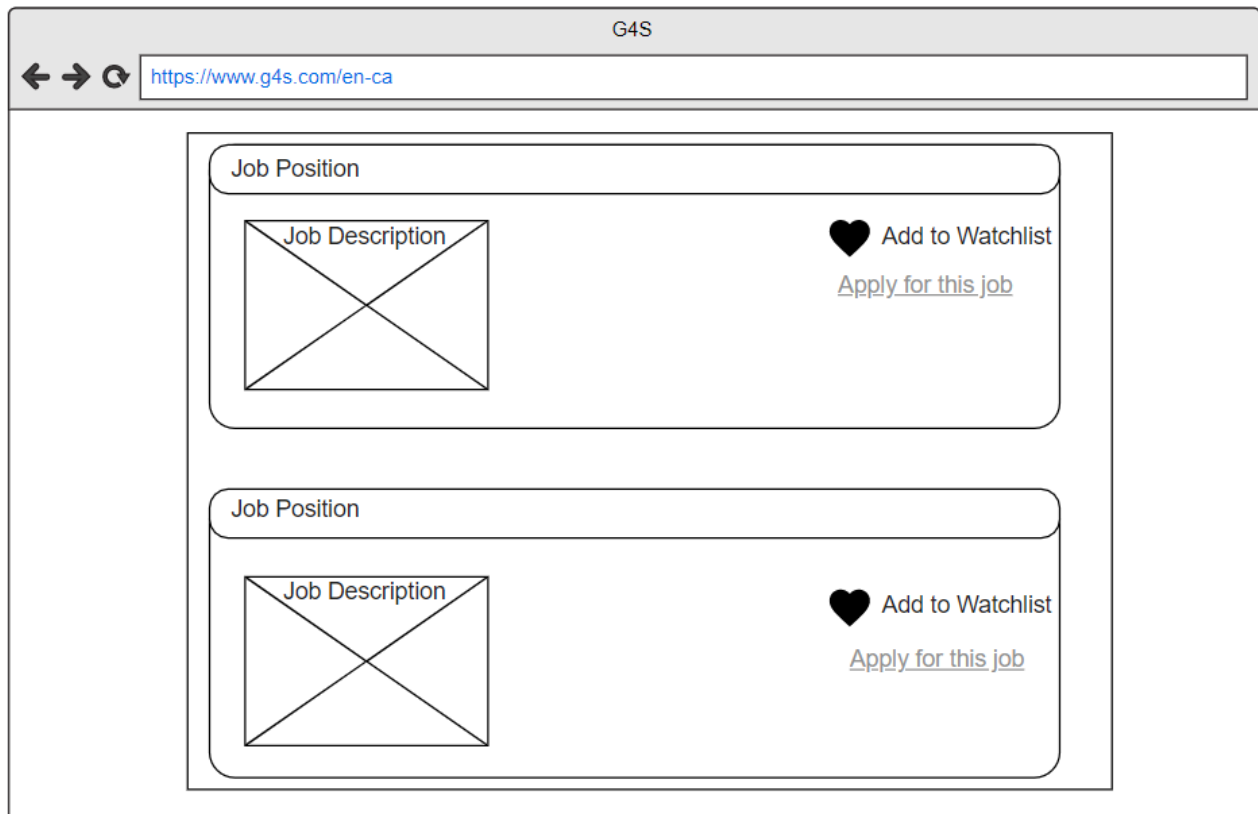 G4S
https://www.g4s.com/en-ca
Job Position
Job Description
Add to Watchlist
Apply for this job
Job Position
Job Description
Add to Watchlist
Apply for this job